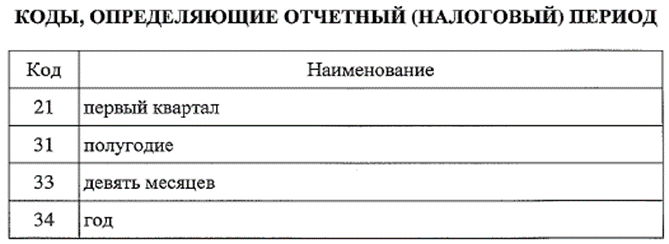 КОДЫ, ОПРЕДЕЛЯЮЩИЕ ОТЧЕТНЫЙ (НАЛОГОВЫЙ) ПЕРИОД
Код Наименование
21 первый квартал
31 полугодие
33 девять месяцев
34 год